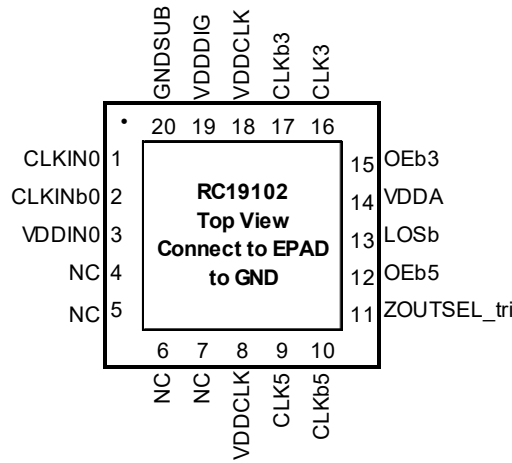 GNDSUB
VDDDIG
VDDCLK
CLKb3
CLK3
20 19 18 17 16
CLKIN0 1
CLKINb0 2
VDDIN0 3
NC 4
NC 5
RC19102
Top View
Connect to EPAD
to GND
15 OEb3
14 VDDA
13 LOSb
12 OEb5
11 ZOUTSEL_tri
6 7 8 9 10
NC
NC
VDDCLK
CLK5
CLKb5